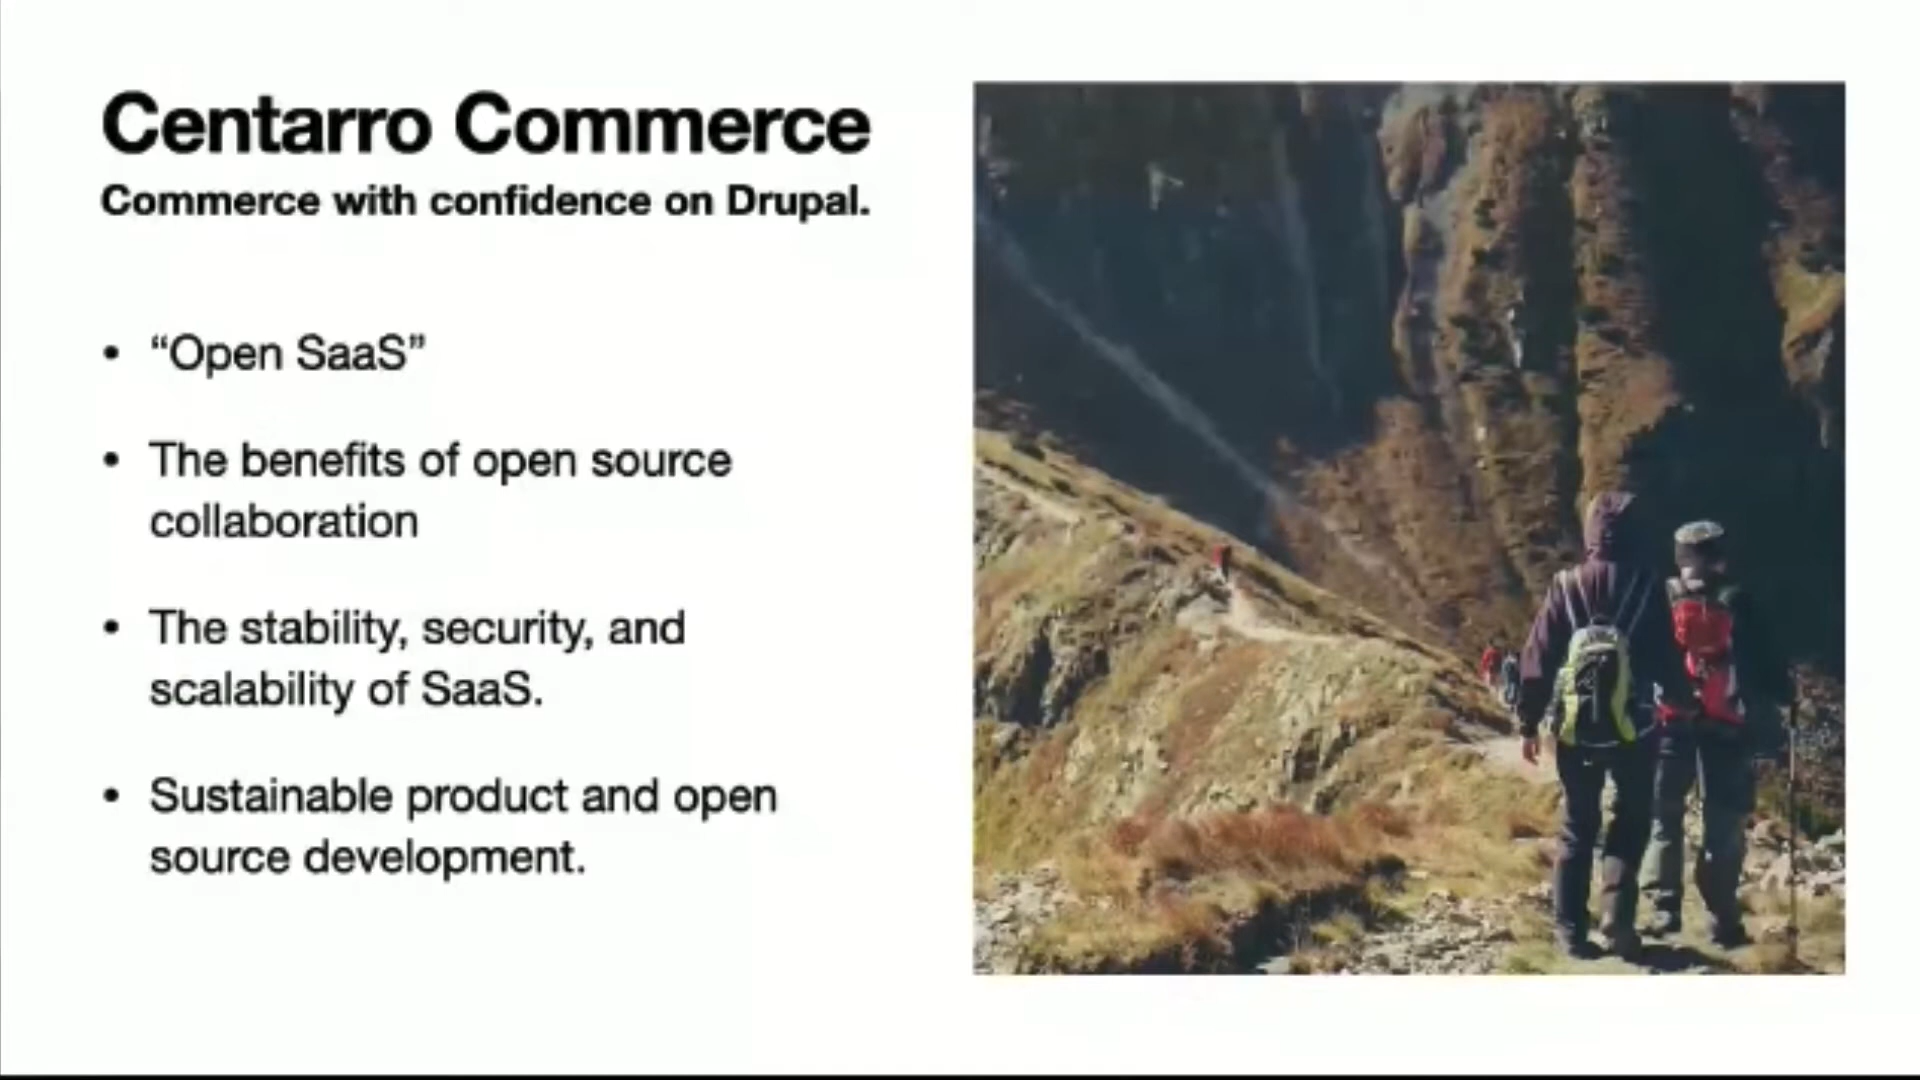 Centarro Commerce
Commerce with confidence on Drupal.
• “Open SaaS”
• The benefits of open source
collaboration
• The stability, security, and
scalability of SaaS.
• Sustainable product and open
source development.